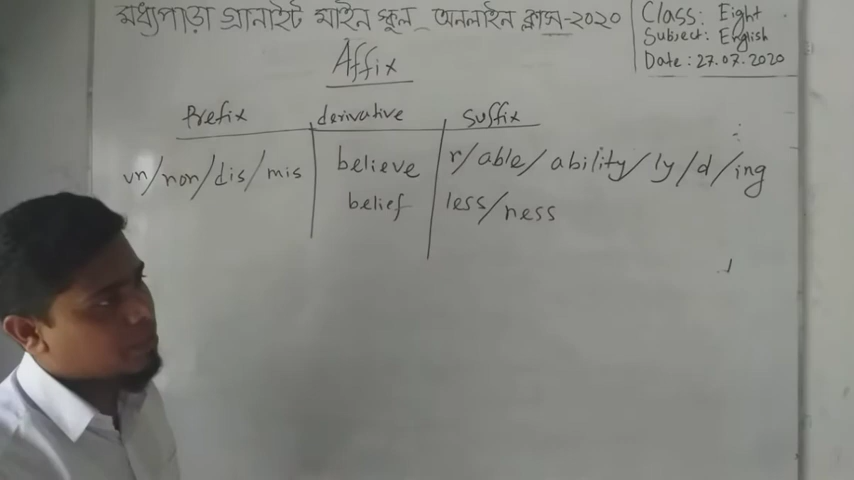 মধ্যপাড়া গ্রানাইট মাইন স্কুল অনলাইন ক্লাস-২০২০
Class: Eight
Subject: English
Date: 27.07.2020
Affix
Prefix derivative suffix
un/non/dis/mis believe r/able/ability/ly/d/ing
belief less/ness